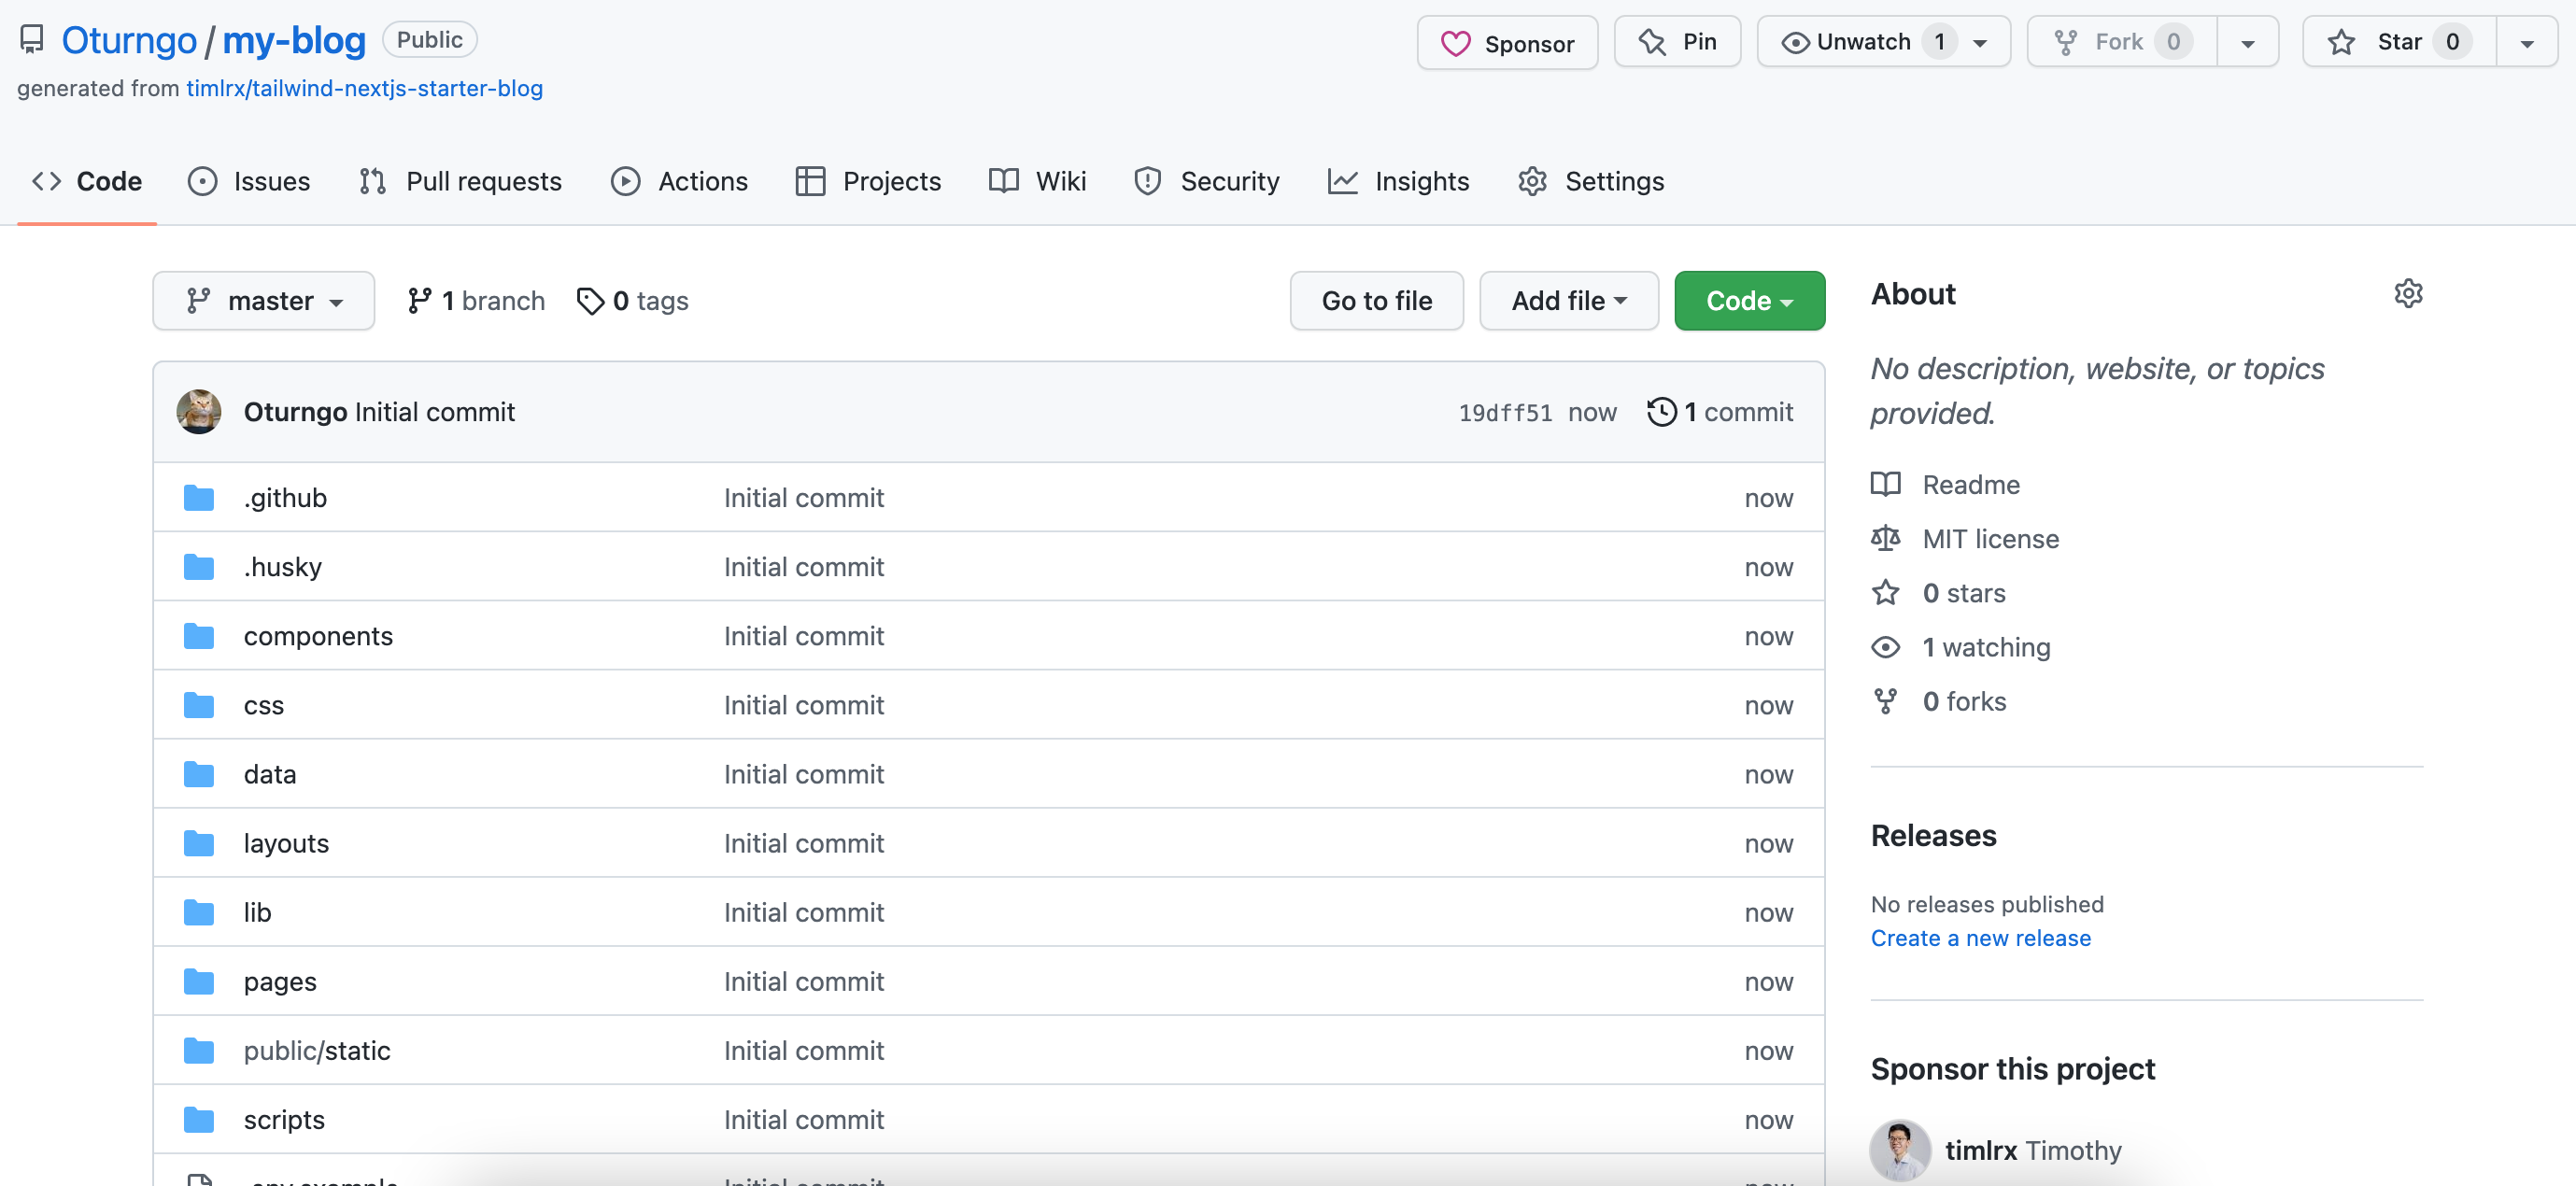 Oturngo / my-blog Public
Sponsor Pin Unwatch 1 Fork 0 Star 0
generated from timlrx/tailwind-nextjs-starter-blog
Code Issues Pull requests Actions Projects Wiki Security Insights Settings
master 1 branch 0 tags Go to file Add file Code
Oturngo Initial commit 19dff51 now 1 commit
.github Initial commit now
.husky Initial commit now
components Initial commit now
css Initial commit now
data Initial commit now
layouts Initial commit now
lib Initial commit now
pages Initial commit now
public/static Initial commit now
scripts Initial commit now
.env.example Initial commit now
About
No description, website, or topics
provided.
Readme
MIT license
0 stars
1 watching
0 forks
Releases
No releases published
Create a new release
Sponsor this project
timlrx Timothy